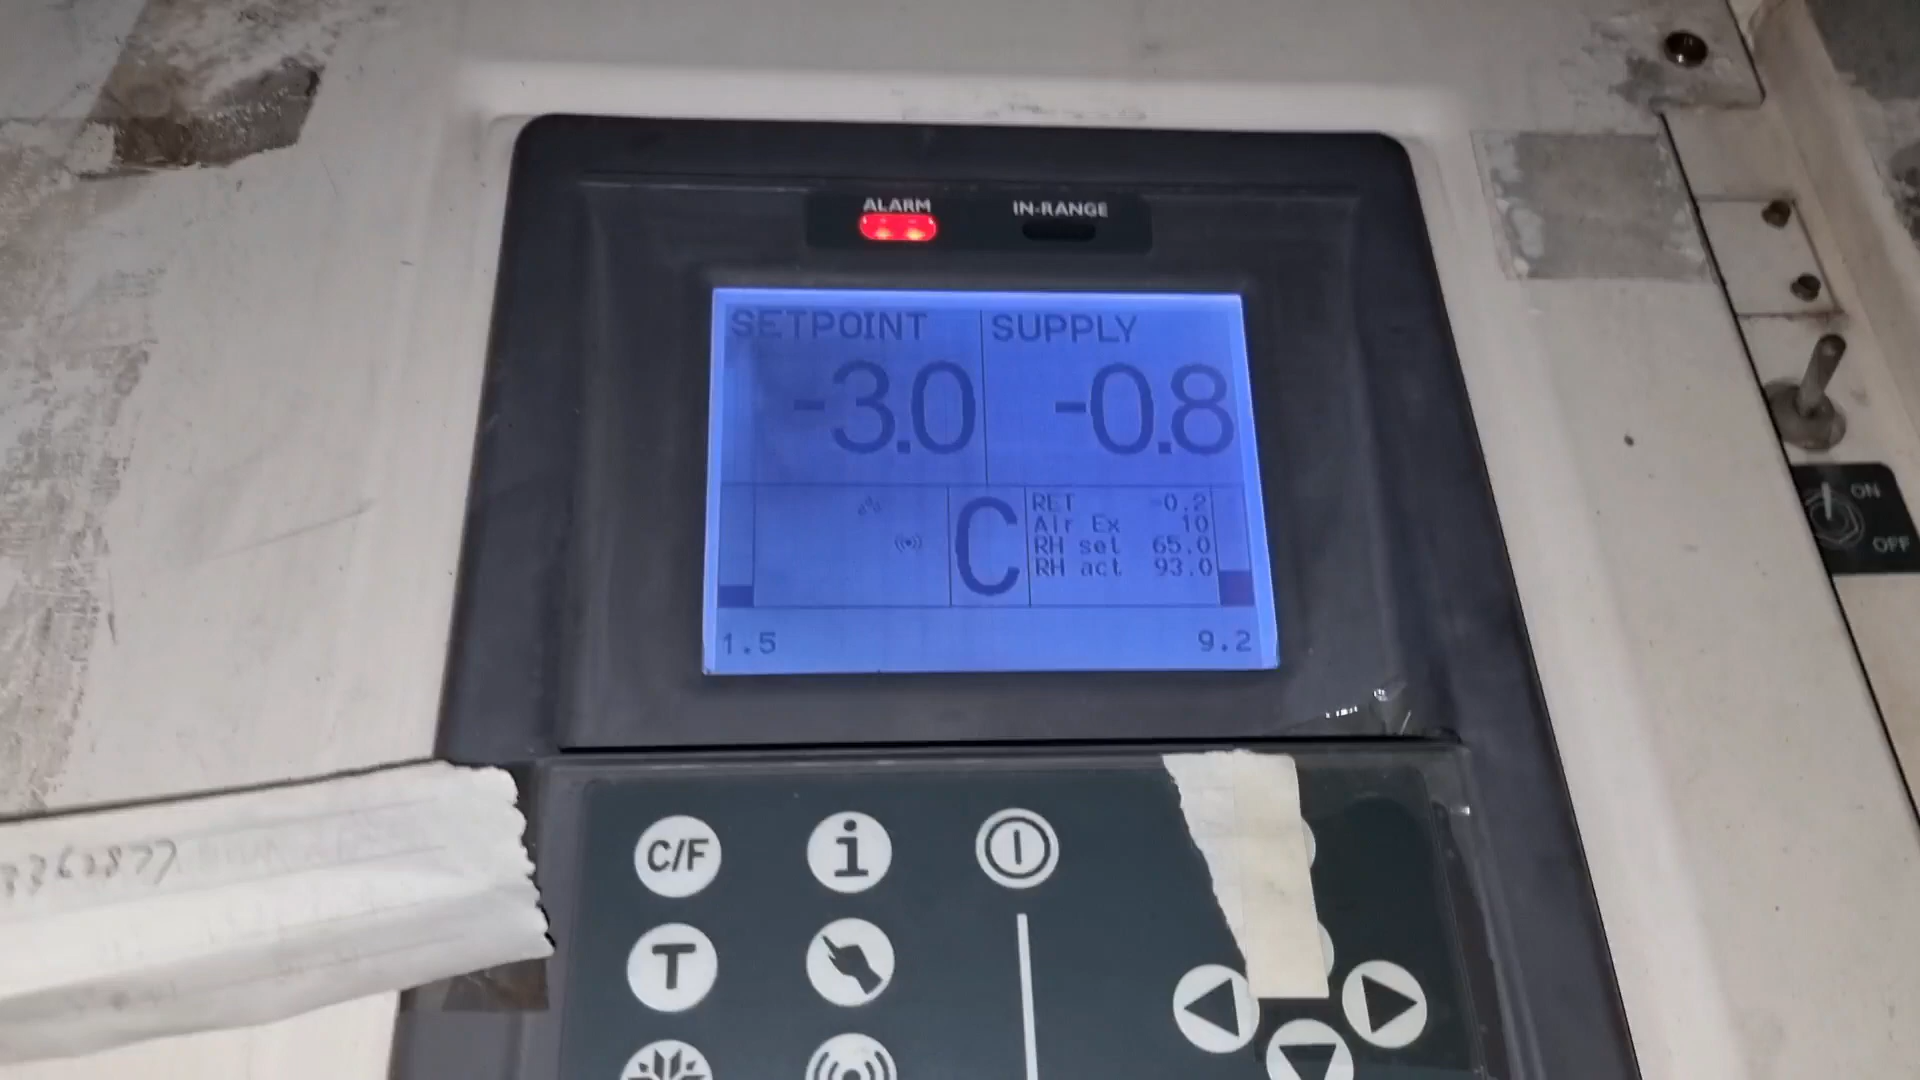 ALARM IN-RANGE
SETPOINT SUPPLY
-3.0 -0.8
C
RET -0.2
Air Ex 10
RH set 65.0
RH act 93.0
1.5 9.2
ON
OFF
C/F i
T